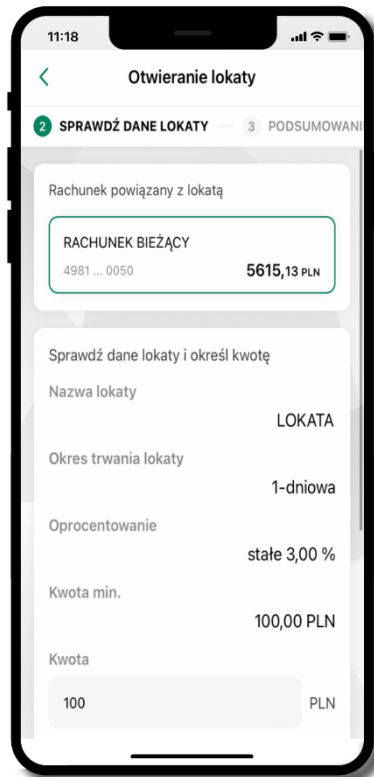 11:18
Otwieranie lokaty
2 SPRAWDŹ DANE LOKATY 3 PODSUMOWANI
Rachunek powiązany z lokatą
RACHUNEK BIEŻĄCY
4981 ... 0050 5615,13 PLN
Sprawdź dane lokaty i określ kwotę
Nazwa lokaty
LOKATA
Okres trwania lokaty
1-dniowa
Oprocentowanie
stałe 3,00 %
Kwota min.
100,00 PLN
Kwota
100 PLN